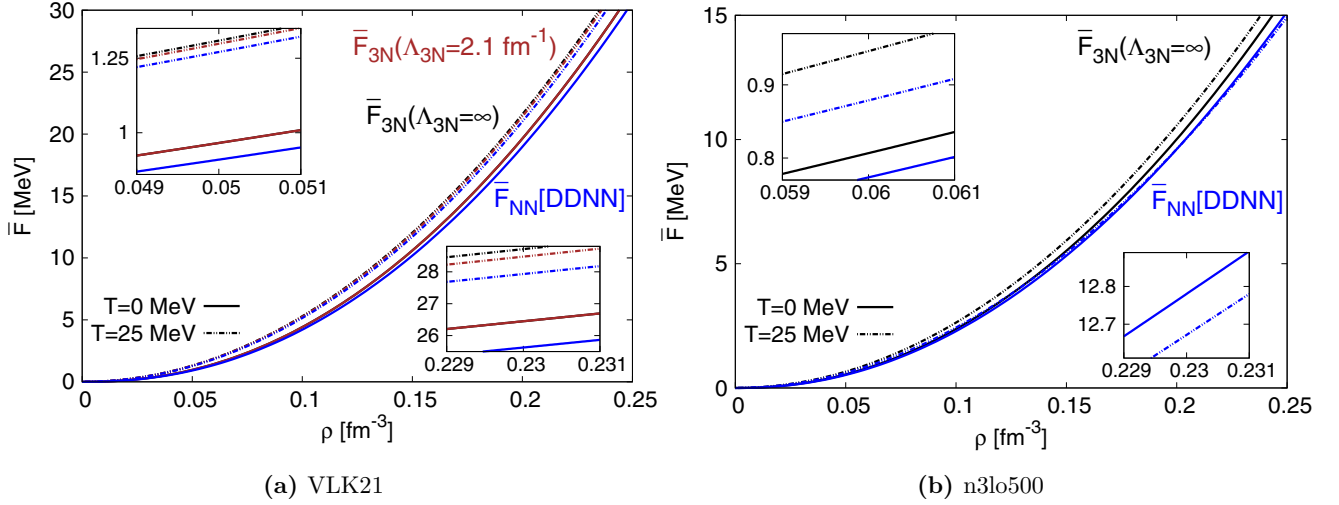 30
25
20
15
10
5
0
F̄ [MeV]
1.25
1
0.049 0.05 0.051
F̄3N(Λ3N=2.1 fm-1)
F̄3N(Λ3N=∞)
F̄NN[DDNN]
28
27
26
0.229 0.23 0.231
T=0 MeV
T=25 MeV
0 0.05 0.1 0.15 0.2 0.25
ρ [fm-3]
(a) VLK21
15
10
5
0
F̄ [MeV]
0.9
0.8
0.059 0.06 0.061
F̄3N(Λ3N=∞)
F̄NN[DDNN]
12.8
12.7
0.229 0.23 0.231
T=0 MeV
T=25 MeV
0 0.05 0.1 0.15 0.2 0.25
ρ [fm-3]
(b) n3lo500